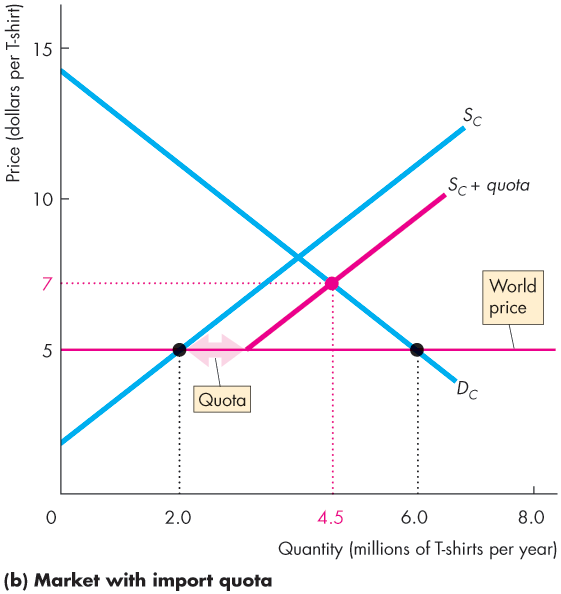 Price (dollars per T-shirt)
15
10
7
5
S_C
S_C + quota
World
price
Quota
D_C
0
2.0
4.5
6.0
8.0
Quantity (millions of T-shirts per year)
(b) Market with import quota